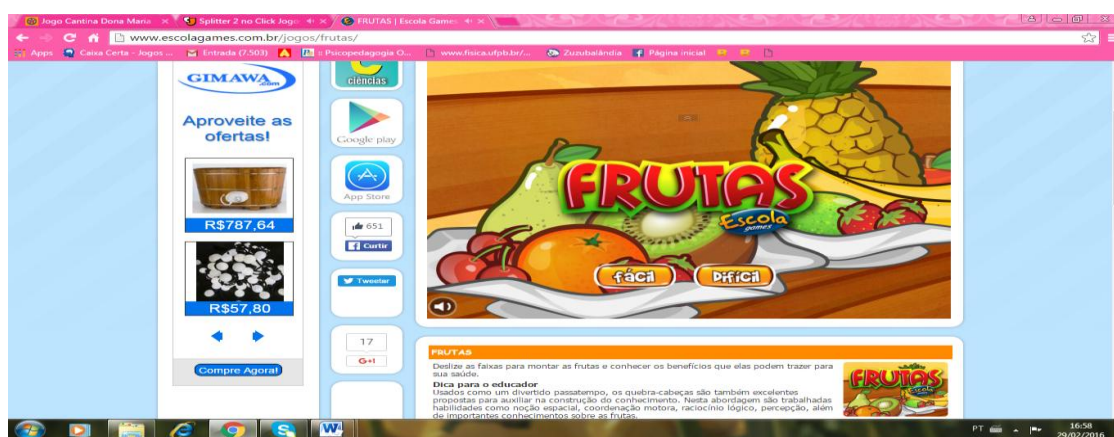 Jogo Cantina Dona Maria
Splitter 2 no Click Jogo
FRUTAS | Escola Games
www.escolagames.com.br/jogos/frutas/
Apps
Caixa Certa - Jogos ...
Entrada (7.503)
:: Psicopedagogia O...
www.fisica.ufpb.br/...
Zuzubalândia
Página inicial
GIMAWA
.com
Aproveite as
ofertas!
R$787,64
R$57,80
Compre Agora!
ciências
Google play
App Store
651
Curtir
Tweetar
17
G+1
FRUTAS
Escola
games
fácil
Difícil
FRUTAS
Deslize as faixas para montar as frutas e conhecer os benefícios que elas podem trazer para
sua saúde.
Dica para o educador
Usados como um divertido passatempo, os quebra-cabeças são também excelentes
propostas para auxiliar na construção do conhecimento. Nesta abordagem são trabalhadas
habilidades como noção espacial, coordenação motora, raciocínio lógico, percepção, além
de importantes conhecimentos sobre as frutas.
FRUTAS
PT
16:58
29/02/2016